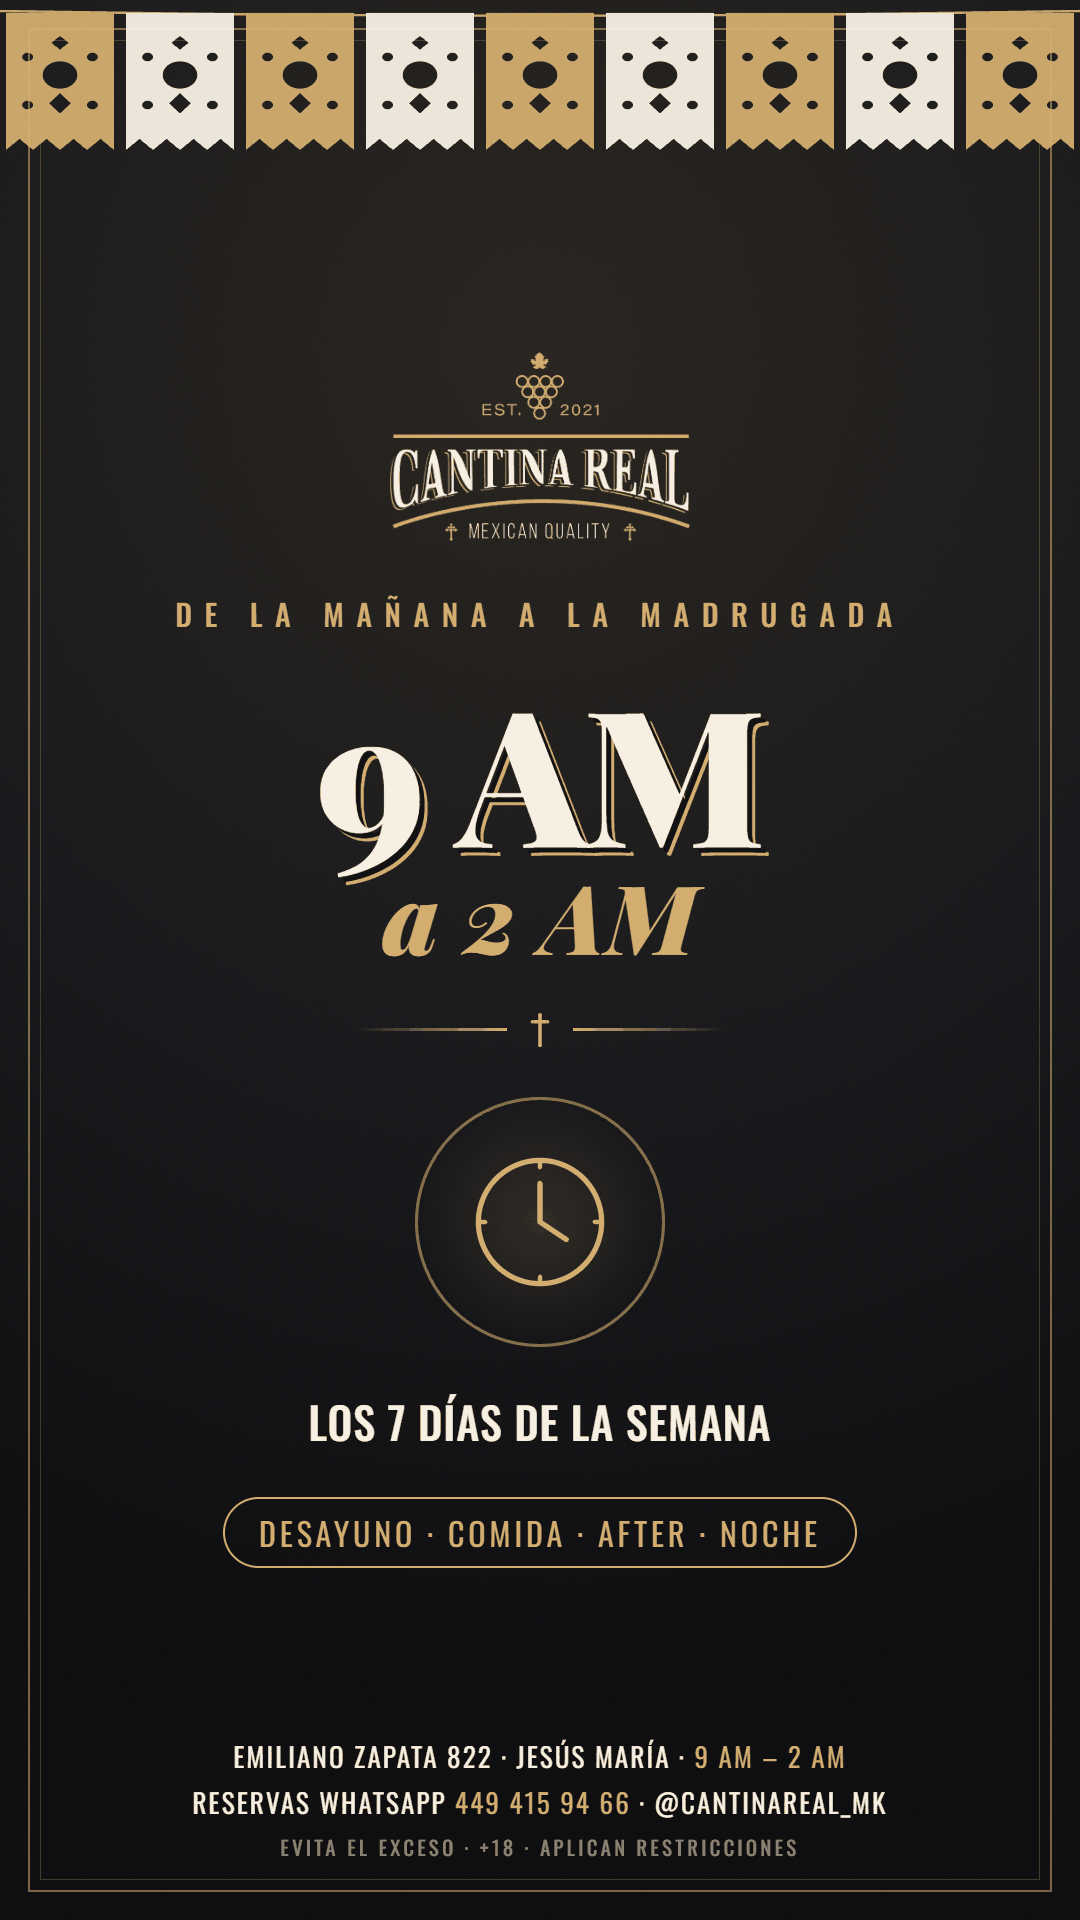 EST. 2021
CANTINA REAL
MEXICAN QUALITY
DE LA MAÑANA A LA MADRUGADA
9 AM
a 2 AM
LOS 7 DÍAS DE LA SEMANA
DESAYUNO · COMIDA · AFTER · NOCHE
EMILIANO ZAPATA 822 · JESÚS MARÍA · 9 AM – 2 AM
RESERVAS WHATSAPP 449 415 94 66 · @CANTINAREAL_MK
EVITA EL EXCESO · +18 · APLICAN RESTRICCIONES